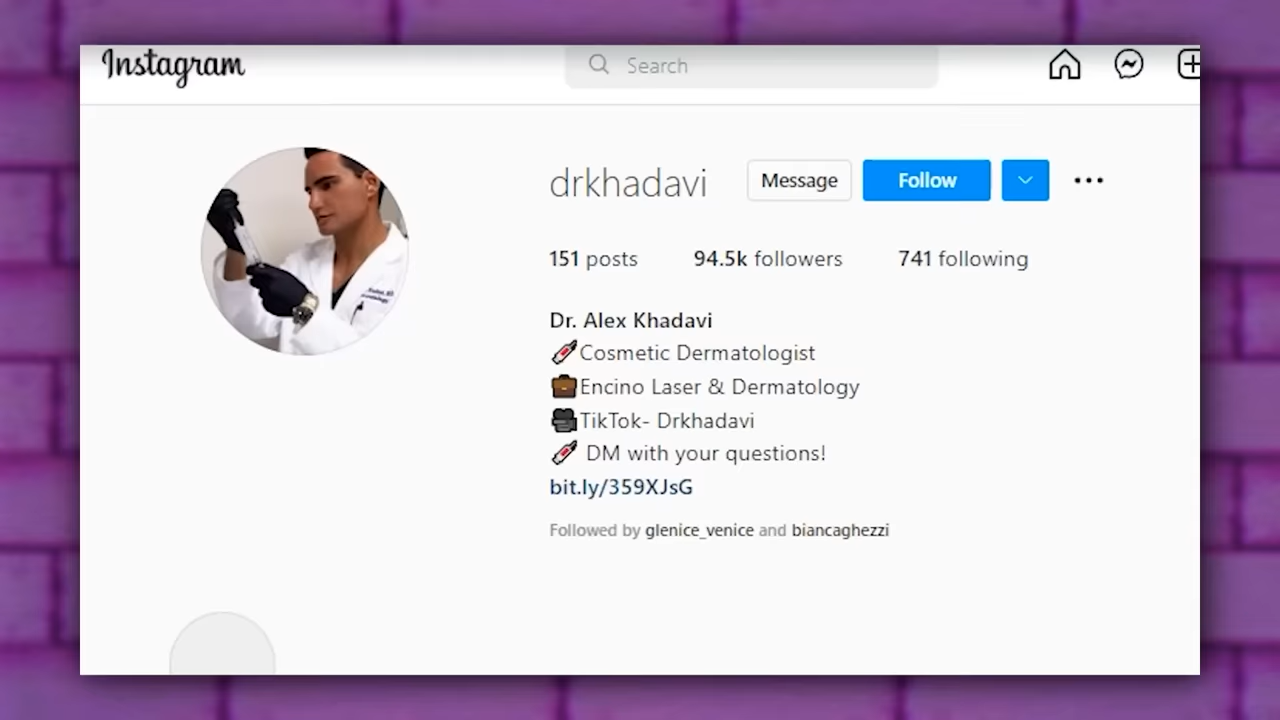 Instagram
Search
drkhadavi
Message
Follow
151 posts
94.5k followers
741 following
Dr. Alex Khadavi
Cosmetic Dermatologist
Encino Laser & Dermatology
TikTok- Drkhadavi
DM with your questions!
bit.ly/359XJsG
Followed by glenice_venice and biancaghezzi